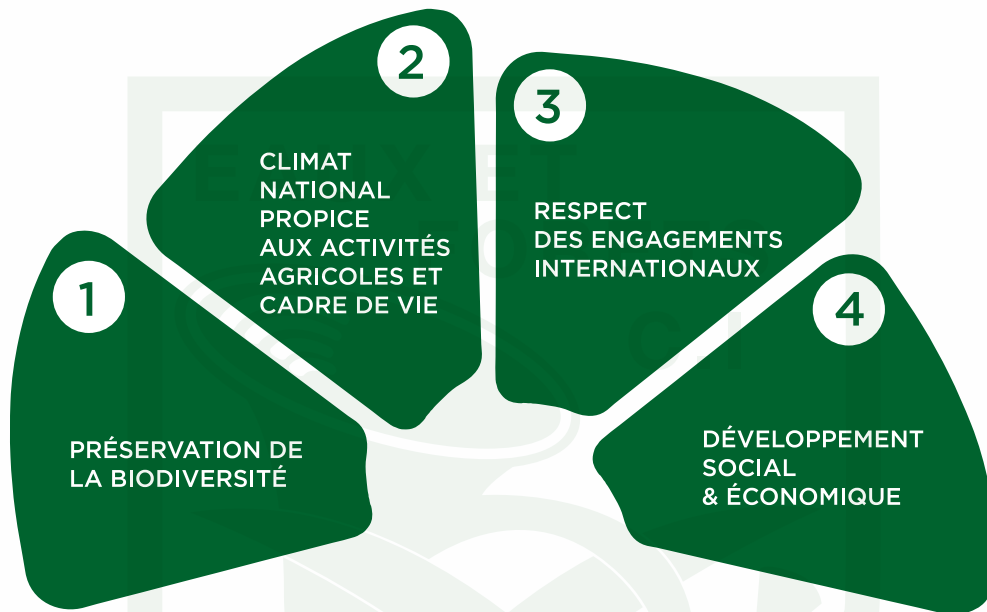 1
PRÉSERVATION DE
LA BIODIVERSITÉ
2
CLIMAT
NATIONAL
PROPICE
AUX ACTIVITÉS
AGRICOLES ET
CADRE DE VIE
3
RESPECT
DES ENGAGEMENTS
INTERNATIONAUX
4
DÉVELOPPEMENT
SOCIAL
& ÉCONOMIQUE